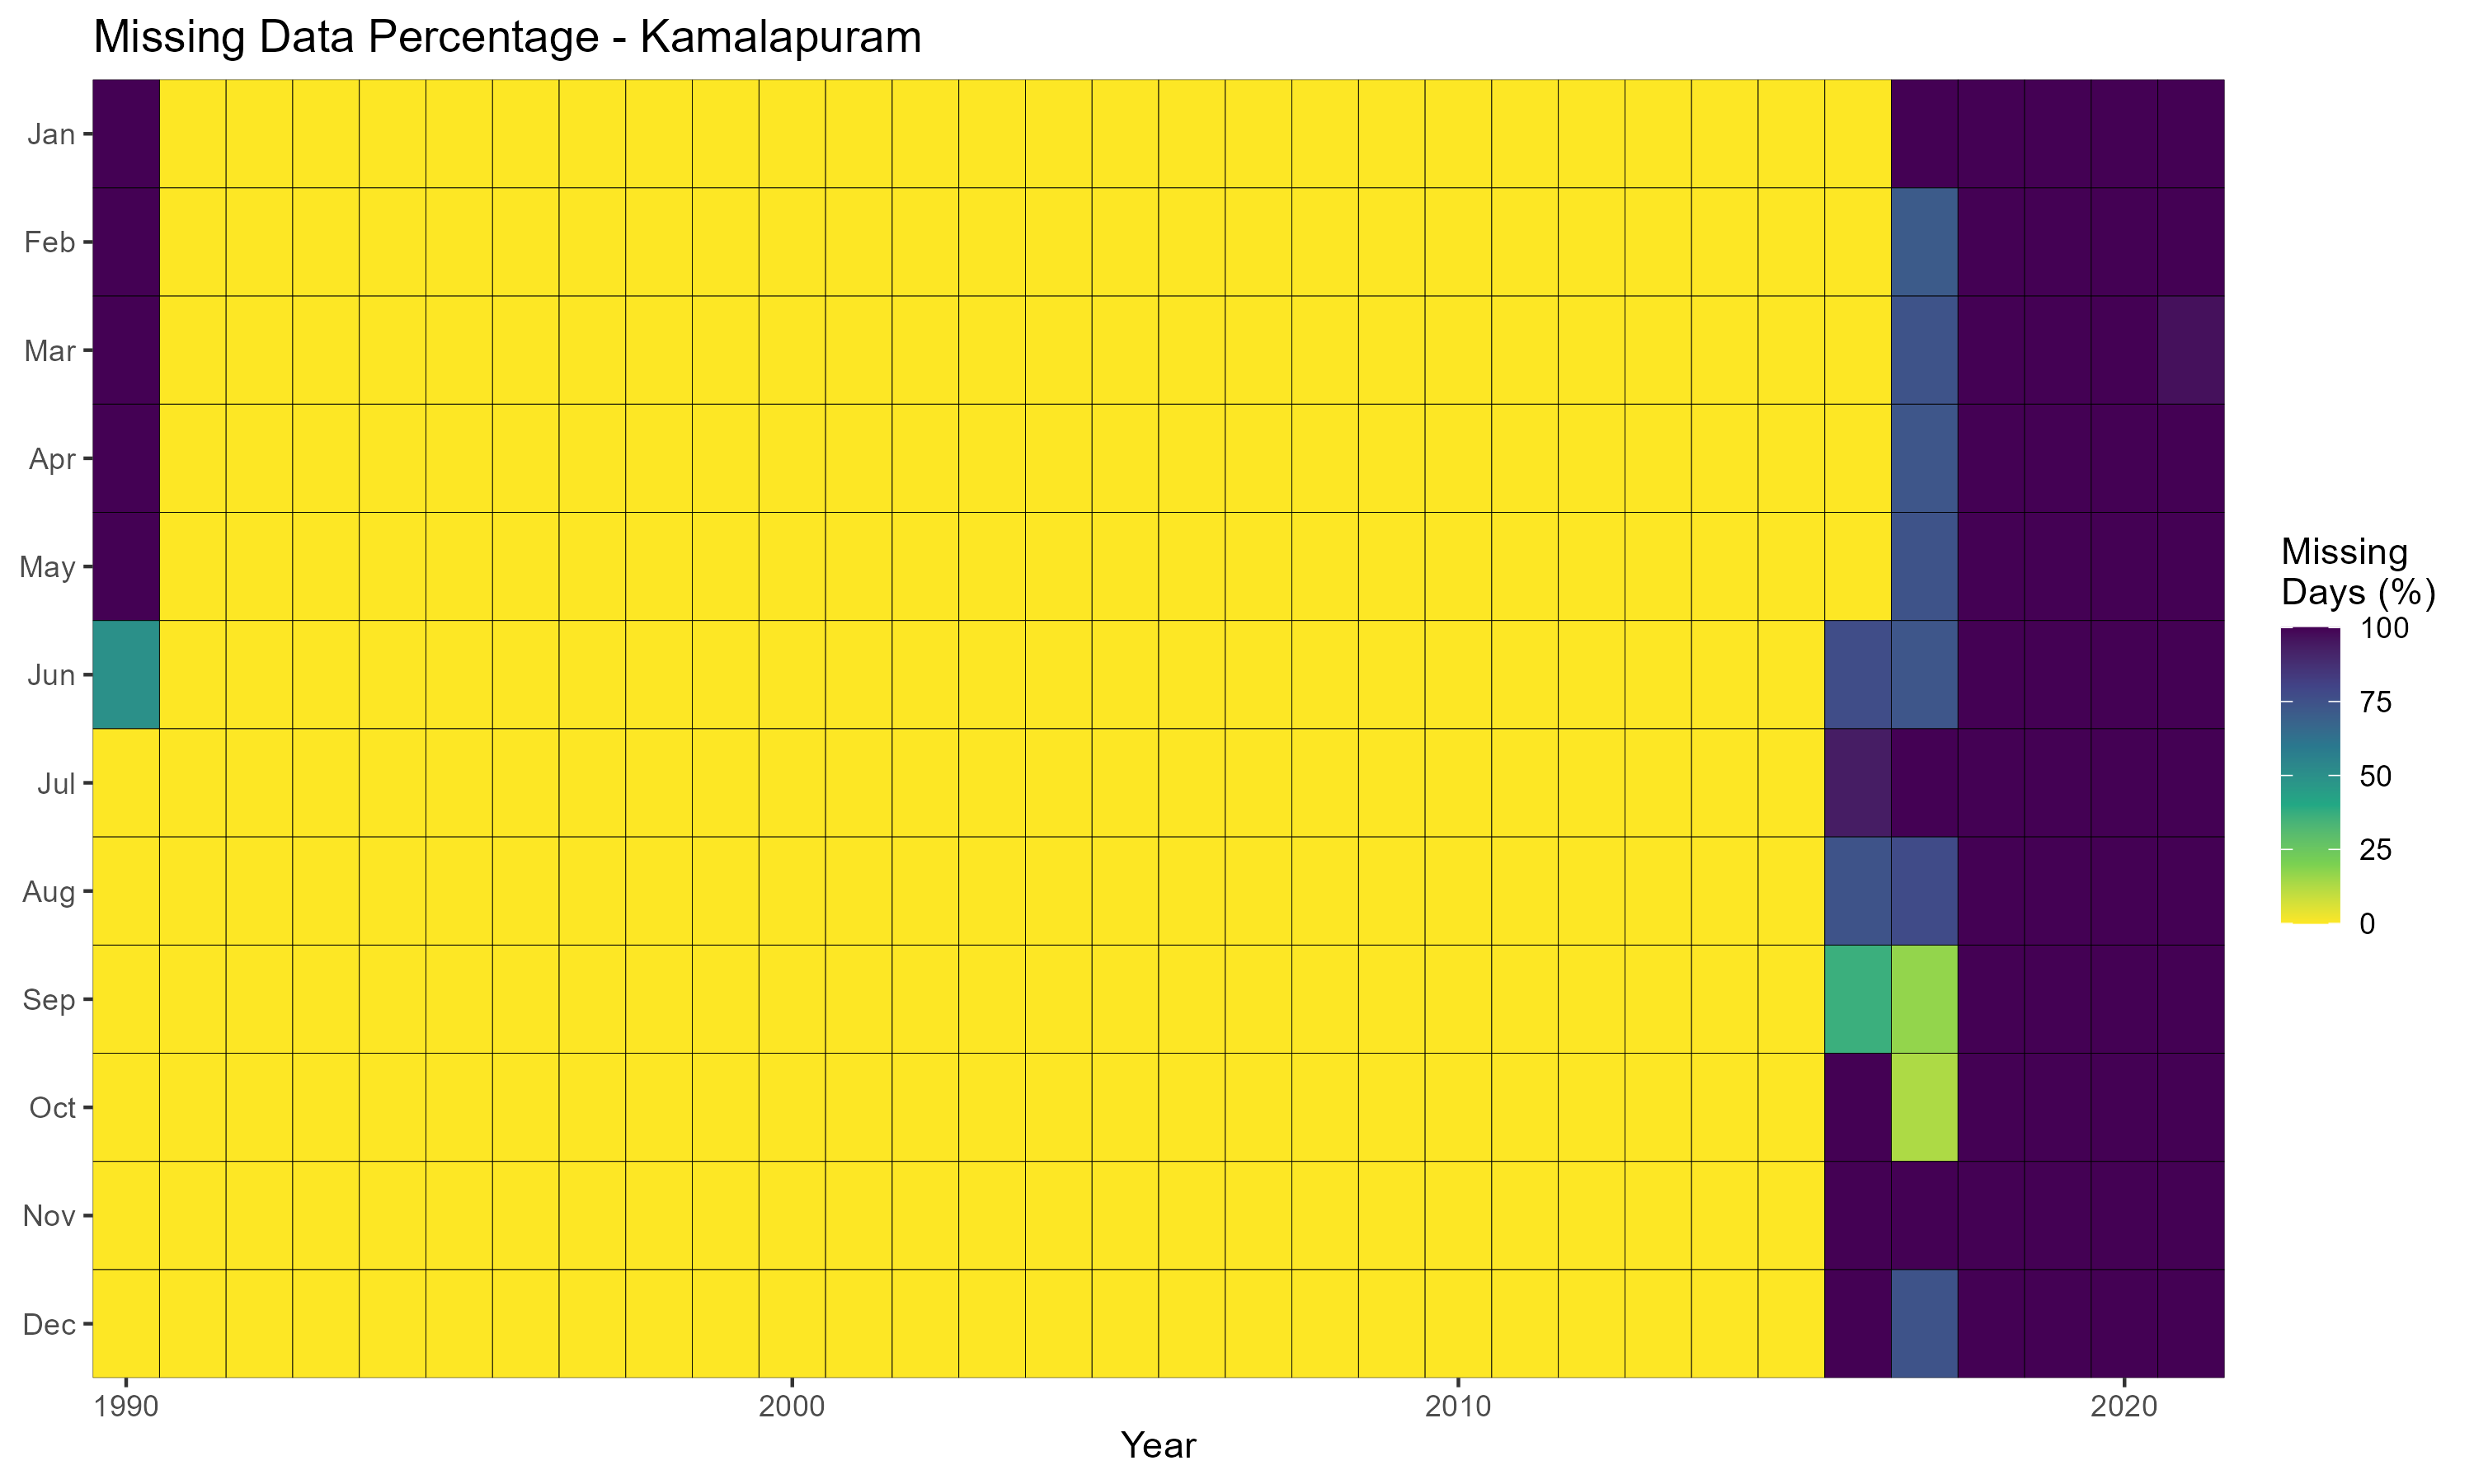 Missing Data Percentage - Kamalapuram
Jan
Feb
Mar
Apr
May
Jun
Jul
Aug
Sep
Oct
Nov
Dec
1990 2000 2010 2020
Year
Missing
Days (%)
100
75
50
25
0